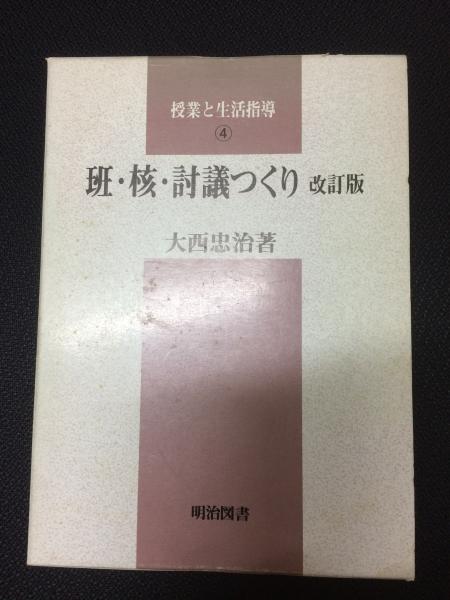 授業と生活指導
④
班・核・討議つくり 改訂版
大西忠治著
明治図書